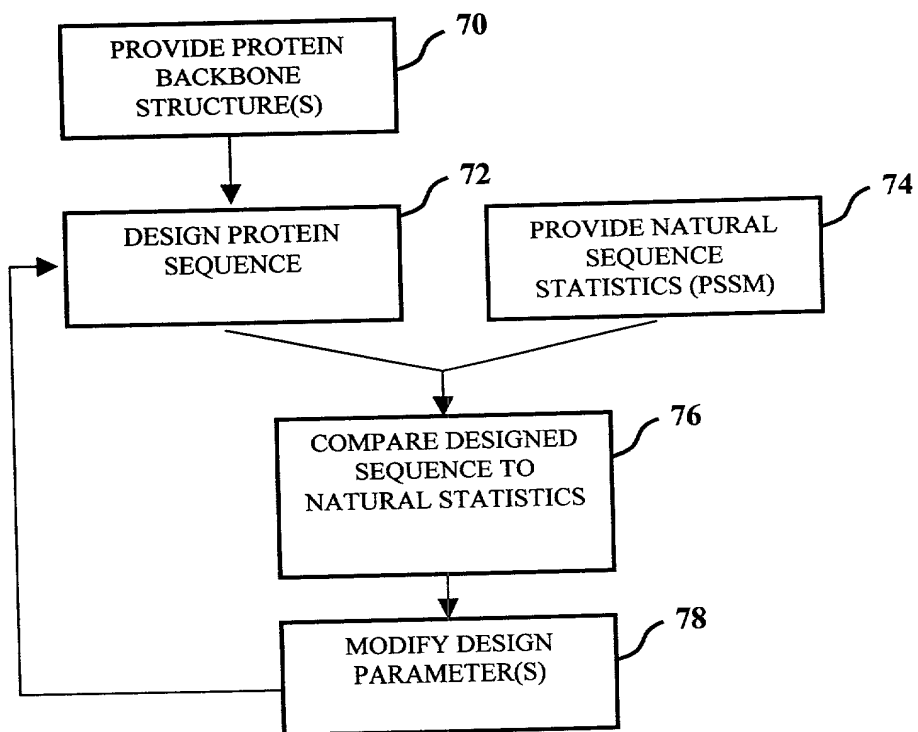 70
PROVIDE PROTEIN
BACKBONE
STRUCTURE(S)
72
DESIGN PROTEIN
SEQUENCE
74
PROVIDE NATURAL
SEQUENCE
STATISTICS (PSSM)
76
COMPARE DESIGNED
SEQUENCE TO
NATURAL STATISTICS
78
MODIFY DESIGN
PARAMETER(S)